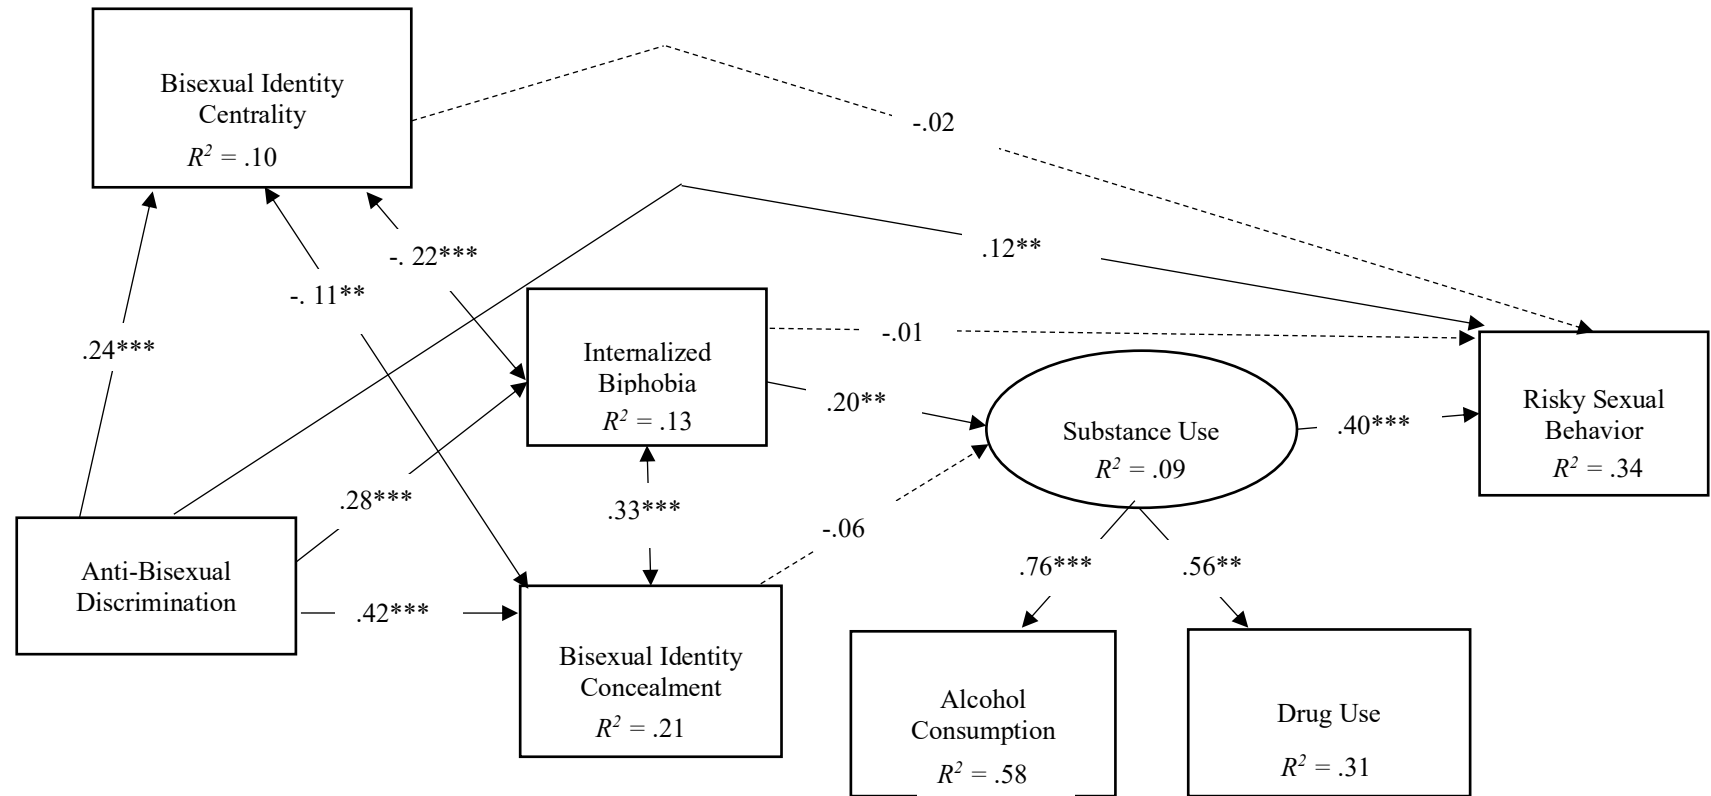 Bisexual Identity
Centrality
R² = .10
-.02
-. 22***
.12**
-. 11**
.24***
Internalized
Biphobia
R² = .13
-.01
.20**
Substance Use
R² = .09
.40***
Risky Sexual
Behavior
R² = .34
.28***
.33***
-.06
Anti-Bisexual
Discrimination
.42***
.76***
.56**
Bisexual Identity
Concealment
R² = .21
Alcohol
Consumption
R² = .58
Drug Use
R² = .31